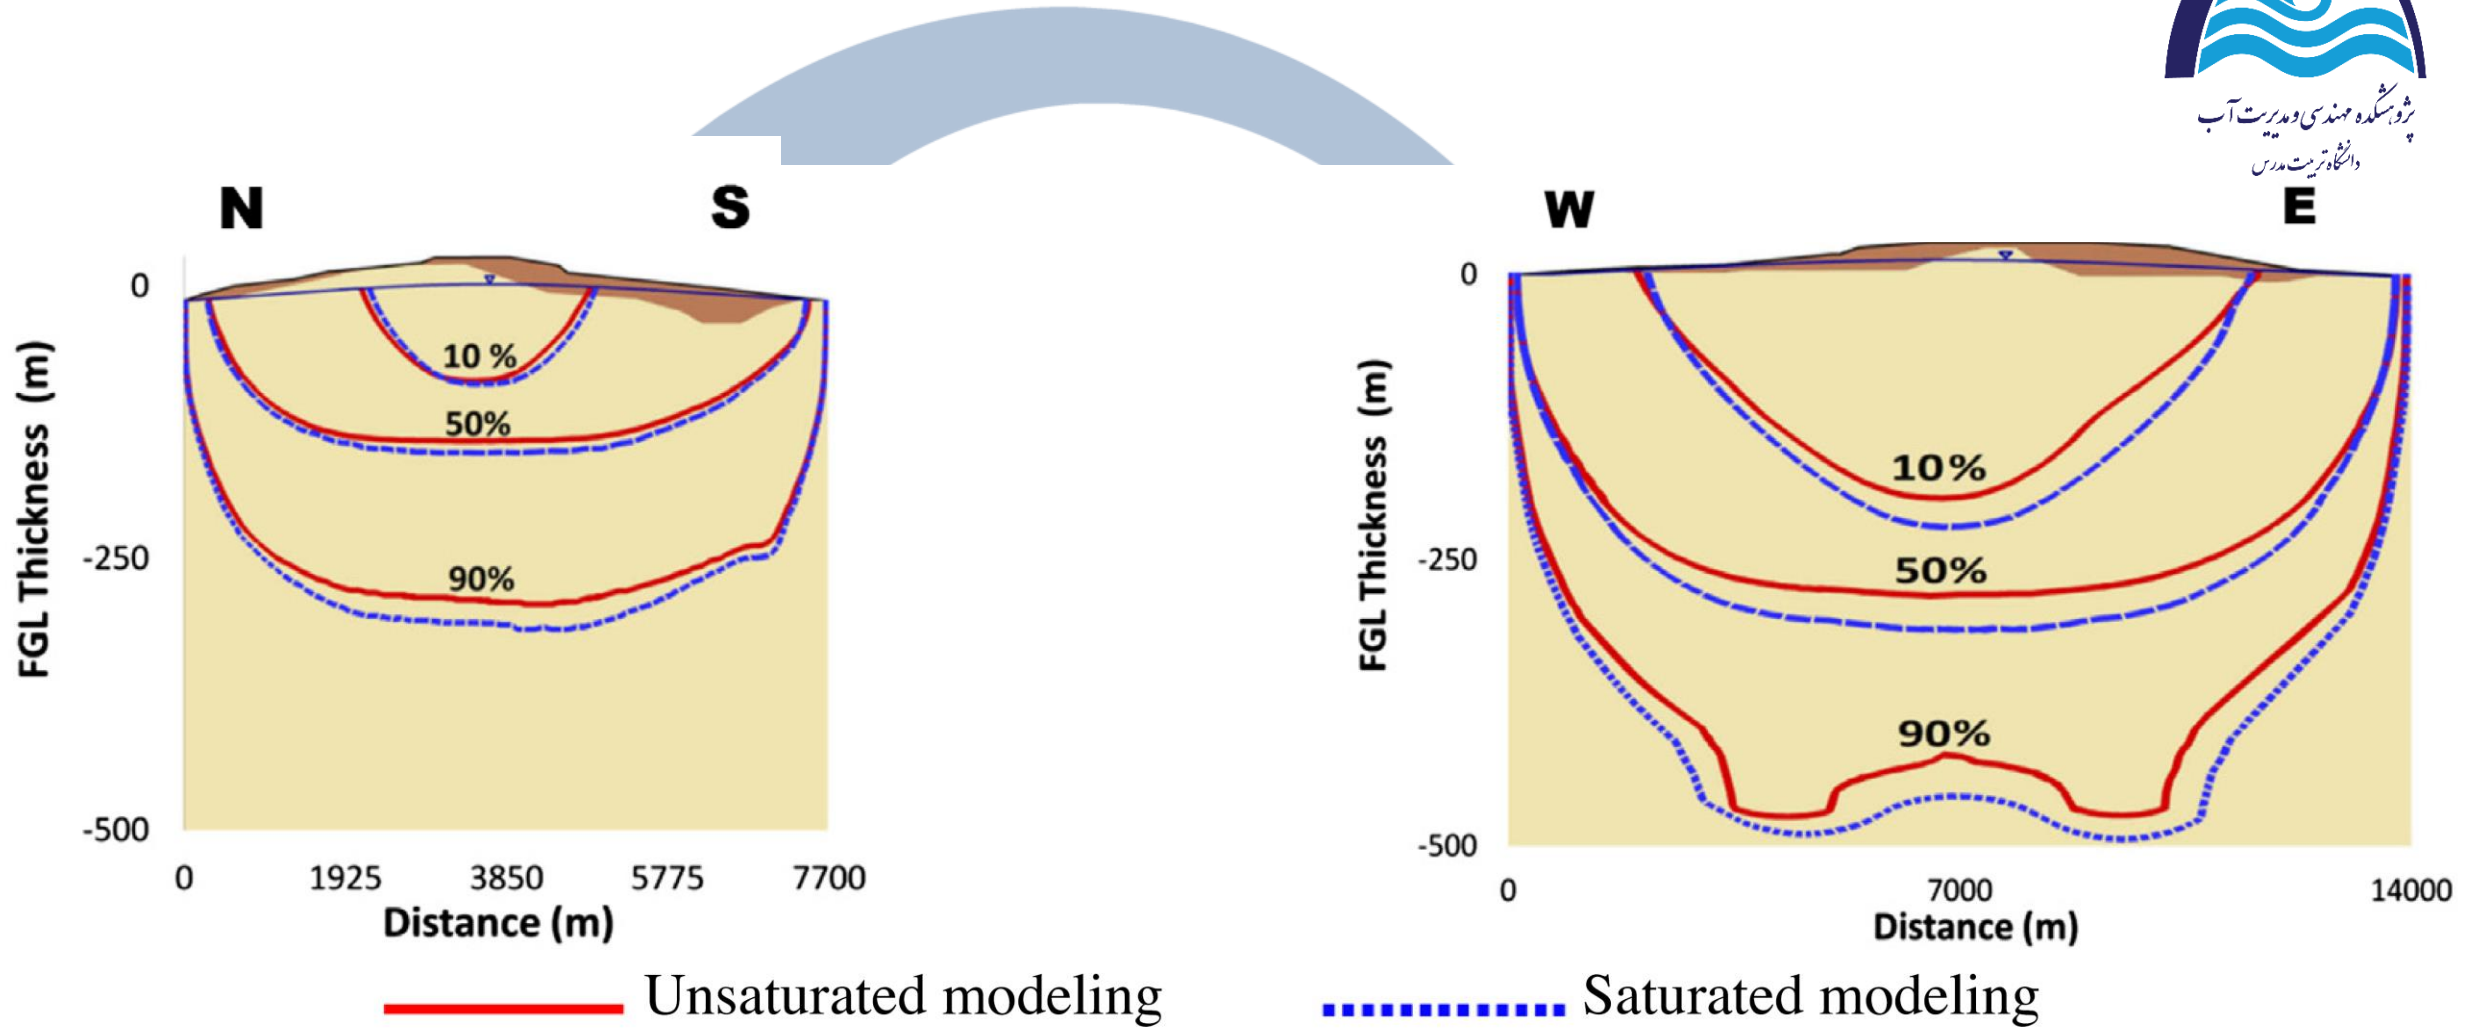 پژوهشکده مهندسی و مدیریت آب
دانشگاه تربیت مدرس
N
S
W
E
0
-250
-500
FGL Thickness (m)
10 %
50%
90%
0
1925
3850
5775
7700
Distance (m)
0
-250
-500
FGL Thickness (m)
10%
50%
90%
0
7000
14000
Distance (m)
Unsaturated modeling
Saturated modeling